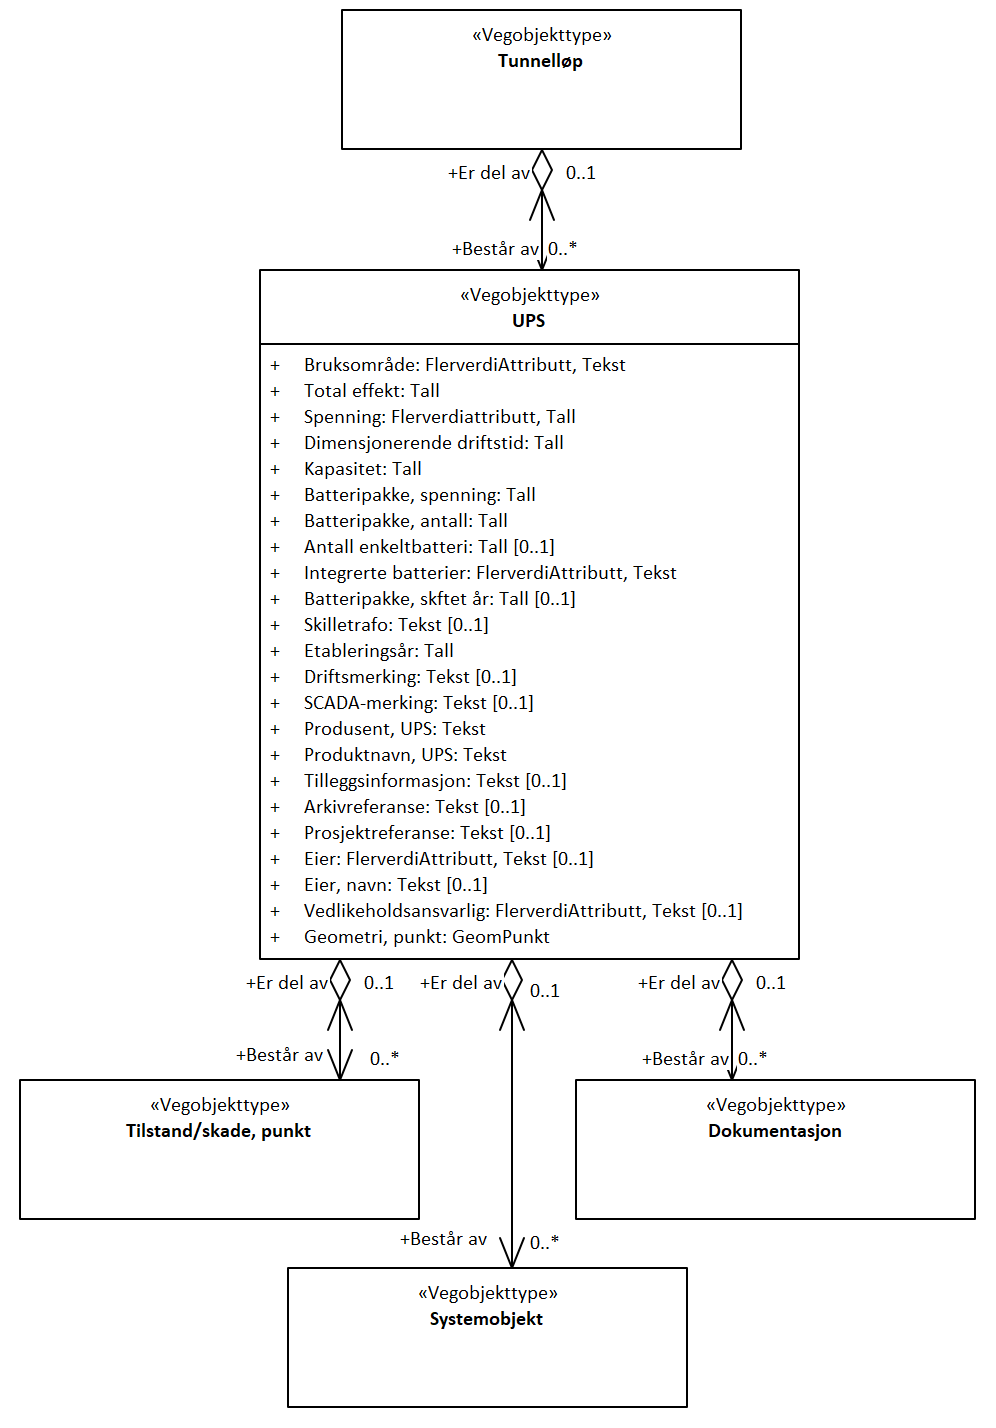 «Vegobjekttype»
Tunnelløp
+Er del av 0..1
+Består av 0..*
«Vegobjekttype»
UPS
+ Bruksområde: FlerverdiAttributt, Tekst
+ Total effekt: Tall
+ Spenning: Flerverdiattributt, Tall
+ Dimensjonerende driftstid: Tall
+ Kapasitet: Tall
+ Batteripakke, spenning: Tall
+ Batteripakke, antall: Tall
+ Antall enkeltbatteri: Tall [0..1]
+ Integrerte batterier: FlerverdiAttributt, Tekst
+ Batteripakke, skftet år: Tall [0..1]
+ Skilletrafo: Tekst [0..1]
+ Etableringsår: Tall
+ Driftsmerking: Tekst [0..1]
+ SCADA-merking: Tekst [0..1]
+ Produsent, UPS: Tekst
+ Produktnavn, UPS: Tekst
+ Tilleggsinformasjon: Tekst [0..1]
+ Arkivreferanse: Tekst [0..1]
+ Prosjektreferanse: Tekst [0..1]
+ Eier: FlerverdiAttributt, Tekst [0..1]
+ Eier, navn: Tekst [0..1]
+ Vedlikeholdsansvarlig: FlerverdiAttributt, Tekst [0..1]
+ Geometri, punkt: GeomPunkt
+Er del av 0..1 +Er del av 0..1 +Er del av 0..1
+Består av 0..* +Består av 0..*
«Vegobjekttype»
Tilstand/skade, punkt
«Vegobjekttype»
Dokumentasjon
+Består av 0..*
«Vegobjekttype»
Systemobjekt